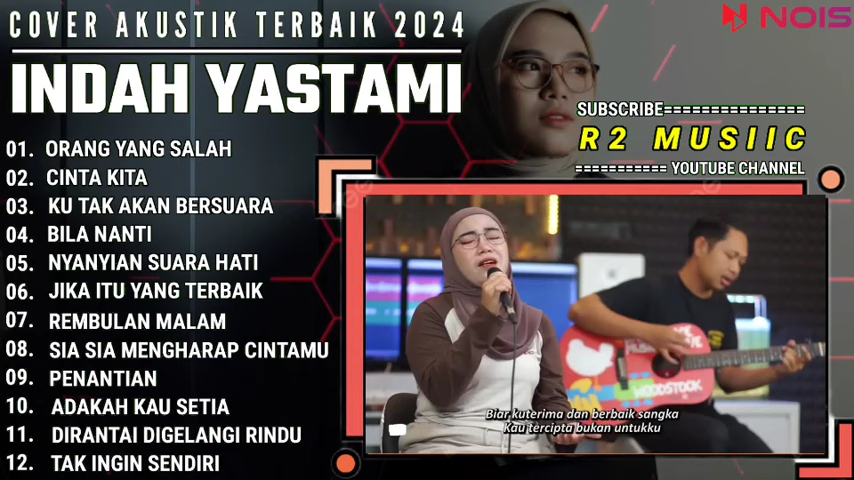 COVER AKUSTIK TERBAIK 2024
INDAH YASTAMI
NOIS
SUBSCRIBE===============
R2 MUSIIC
=========== YOUTUBE CHANNEL
01. ORANG YANG SALAH
02. CINTA KITA
03. KU TAK AKAN BERSUARA
04. BILA NANTI
05. NYANYIAN SUARA HATI
06. JIKA ITU YANG TERBAIK
07. REMBULAN MALAM
08. SIA SIA MENGHARAP CINTAMU
09. PENANTIAN
10. ADAKAH KAU SETIA
11. DIRANTAI DIGELANGI RINDU
12. TAK INGIN SENDIRI
WOODSTOCK
Biar kuterima dan berbaik sangka
Kau tercipta bukan untukku